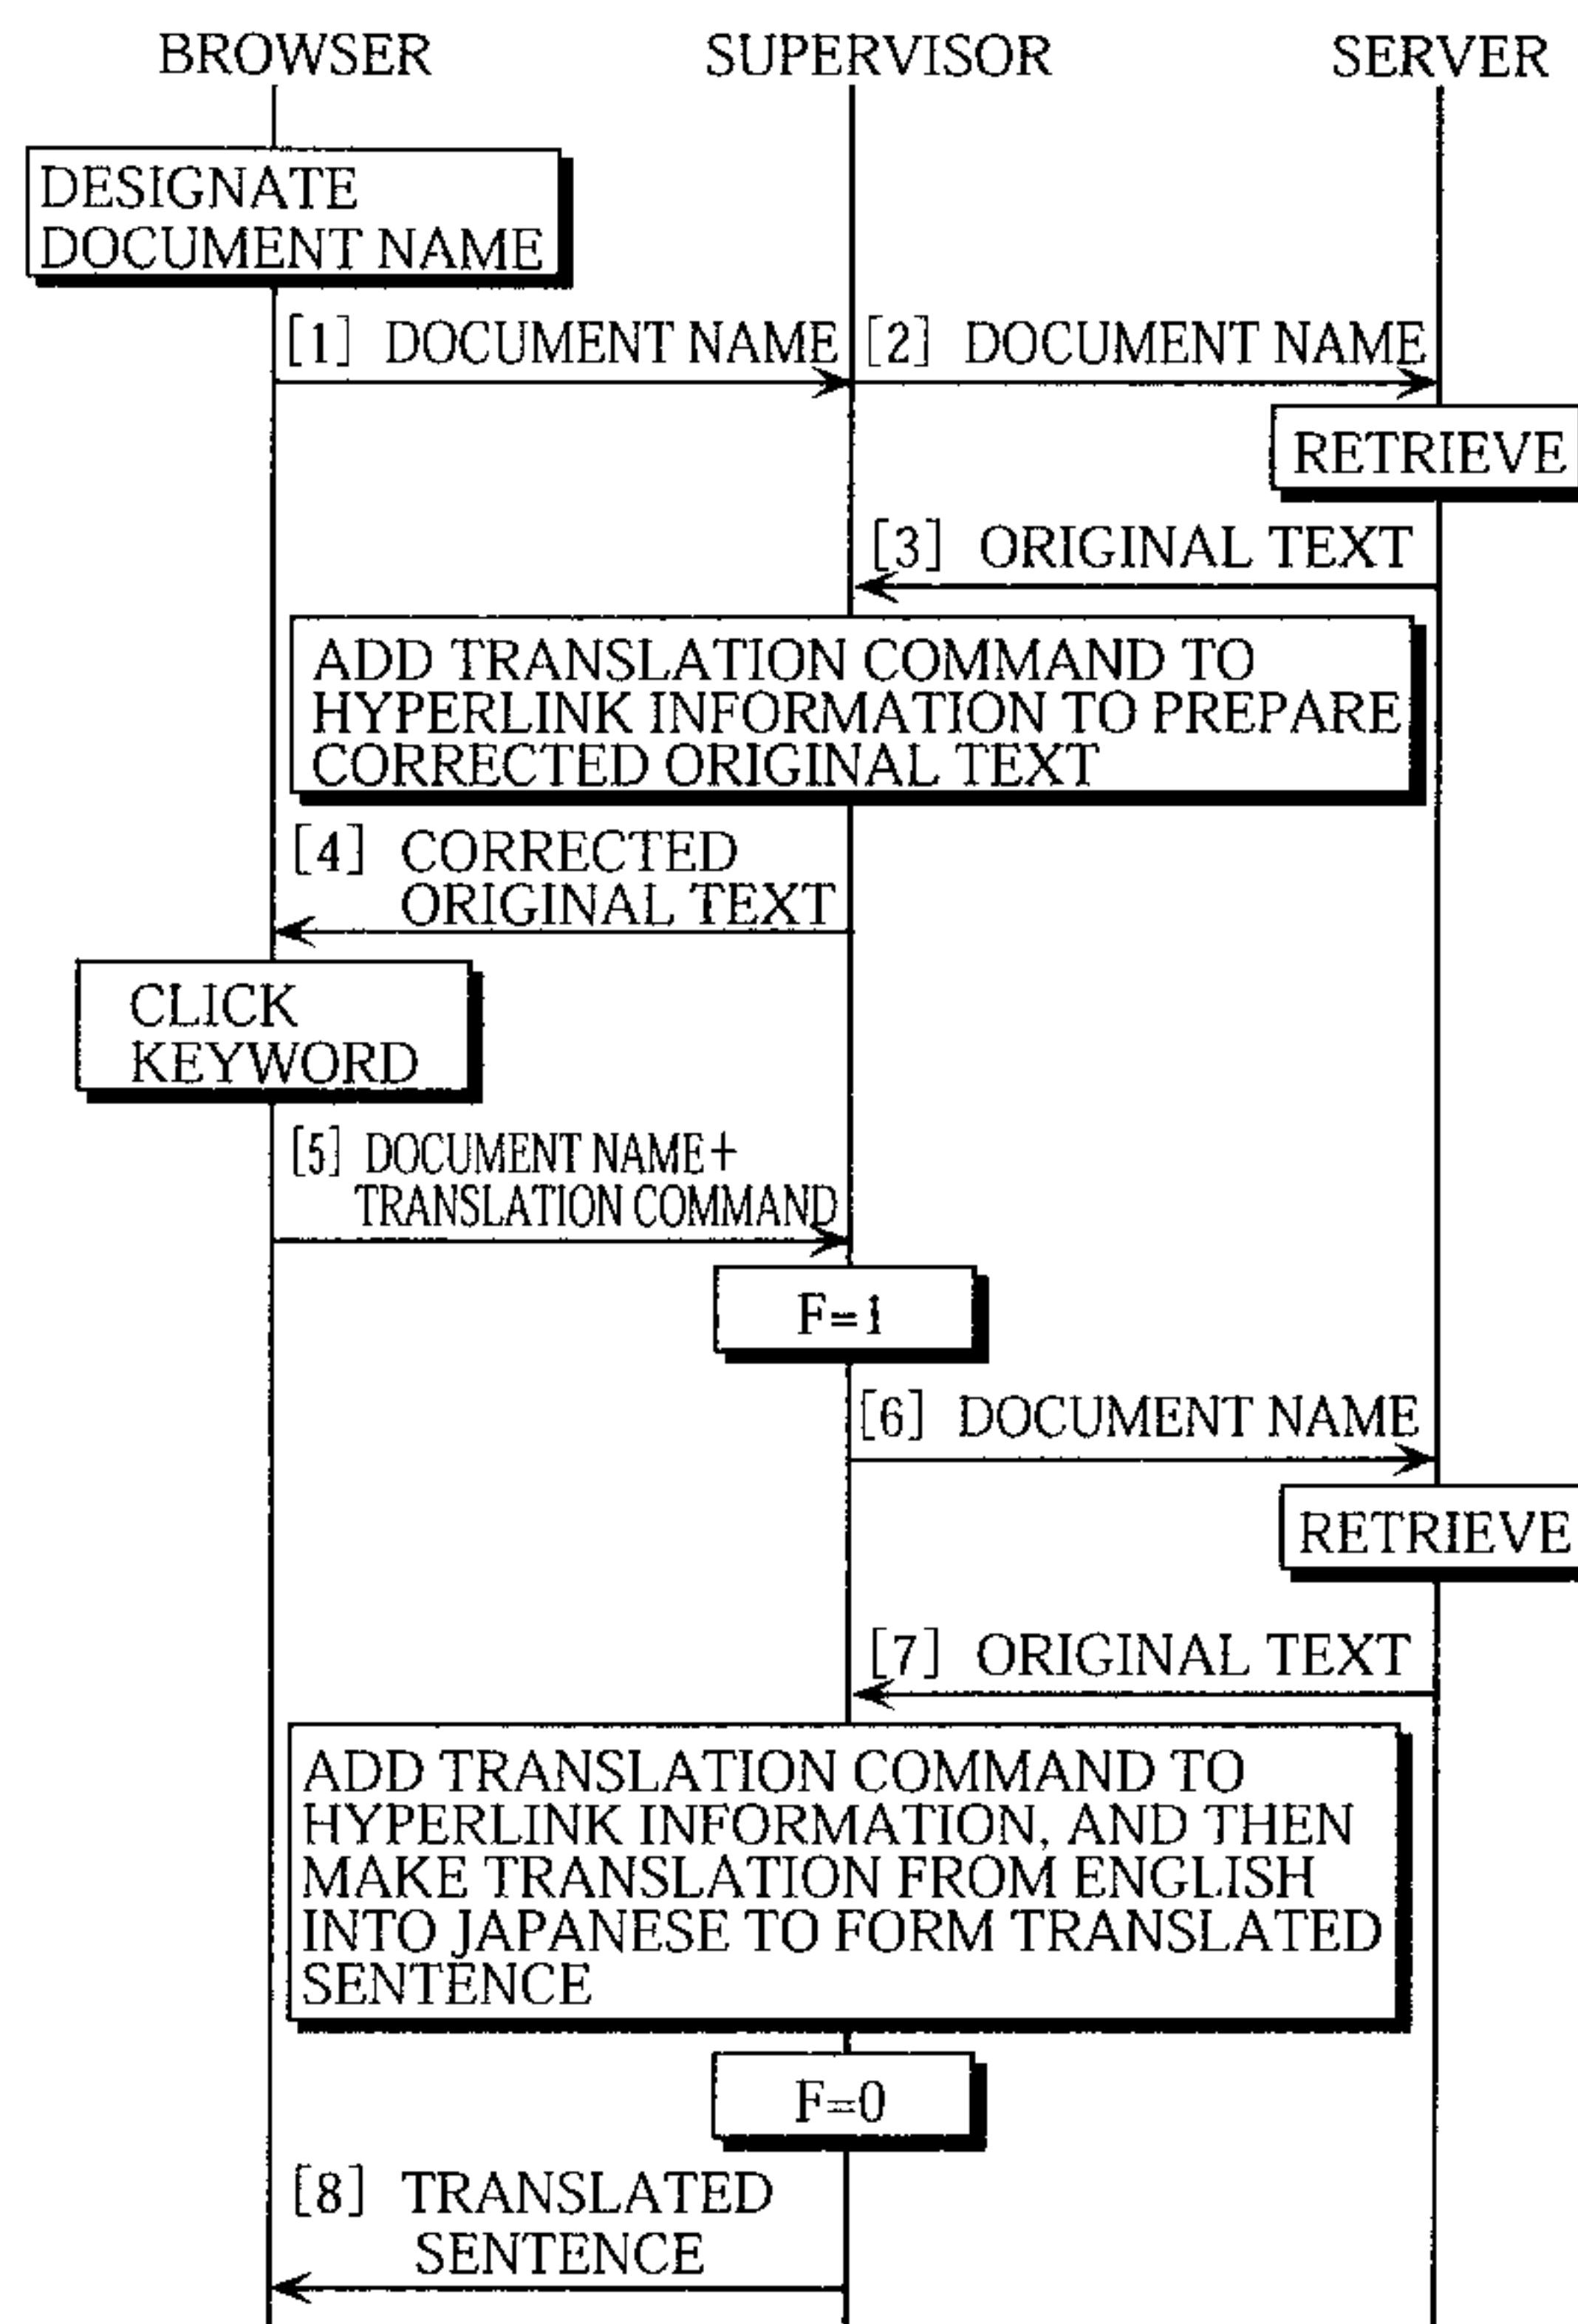 BROWSER SUPERVISOR SERVER
DESIGNATE
DOCUMENT NAME
[1] DOCUMENT NAME [2] DOCUMENT NAME
RETRIEVE
[3] ORIGINAL TEXT
ADD TRANSLATION COMMAND TO
HYPERLINK INFORMATION TO PREPARE
CORRECTED ORIGINAL TEXT
[4] CORRECTED
ORIGINAL TEXT
CLICK
KEYWORD
[5] DOCUMENT NAME+
TRANSLATION COMMAND
F=1
[6] DOCUMENT NAME
RETRIEVE
[7] ORIGINAL TEXT
ADD TRANSLATION COMMAND TO
HYPERLINK INFORMATION, AND THEN
MAKE TRANSLATION FROM ENGLISH
INTO JAPANESE TO FORM TRANSLATED
SENTENCE
F=0
[8] TRANSLATED
SENTENCE